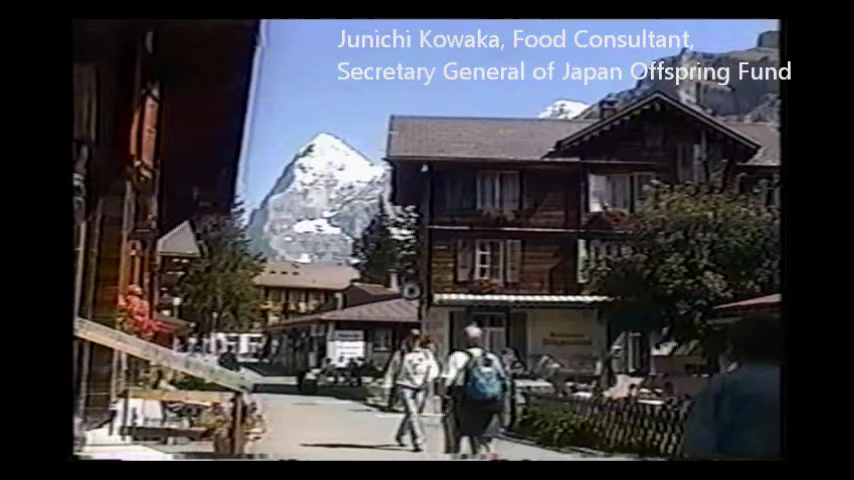 Junichi Kowaka, Food Consultant,
Secretary General of Japan Offspring Fund